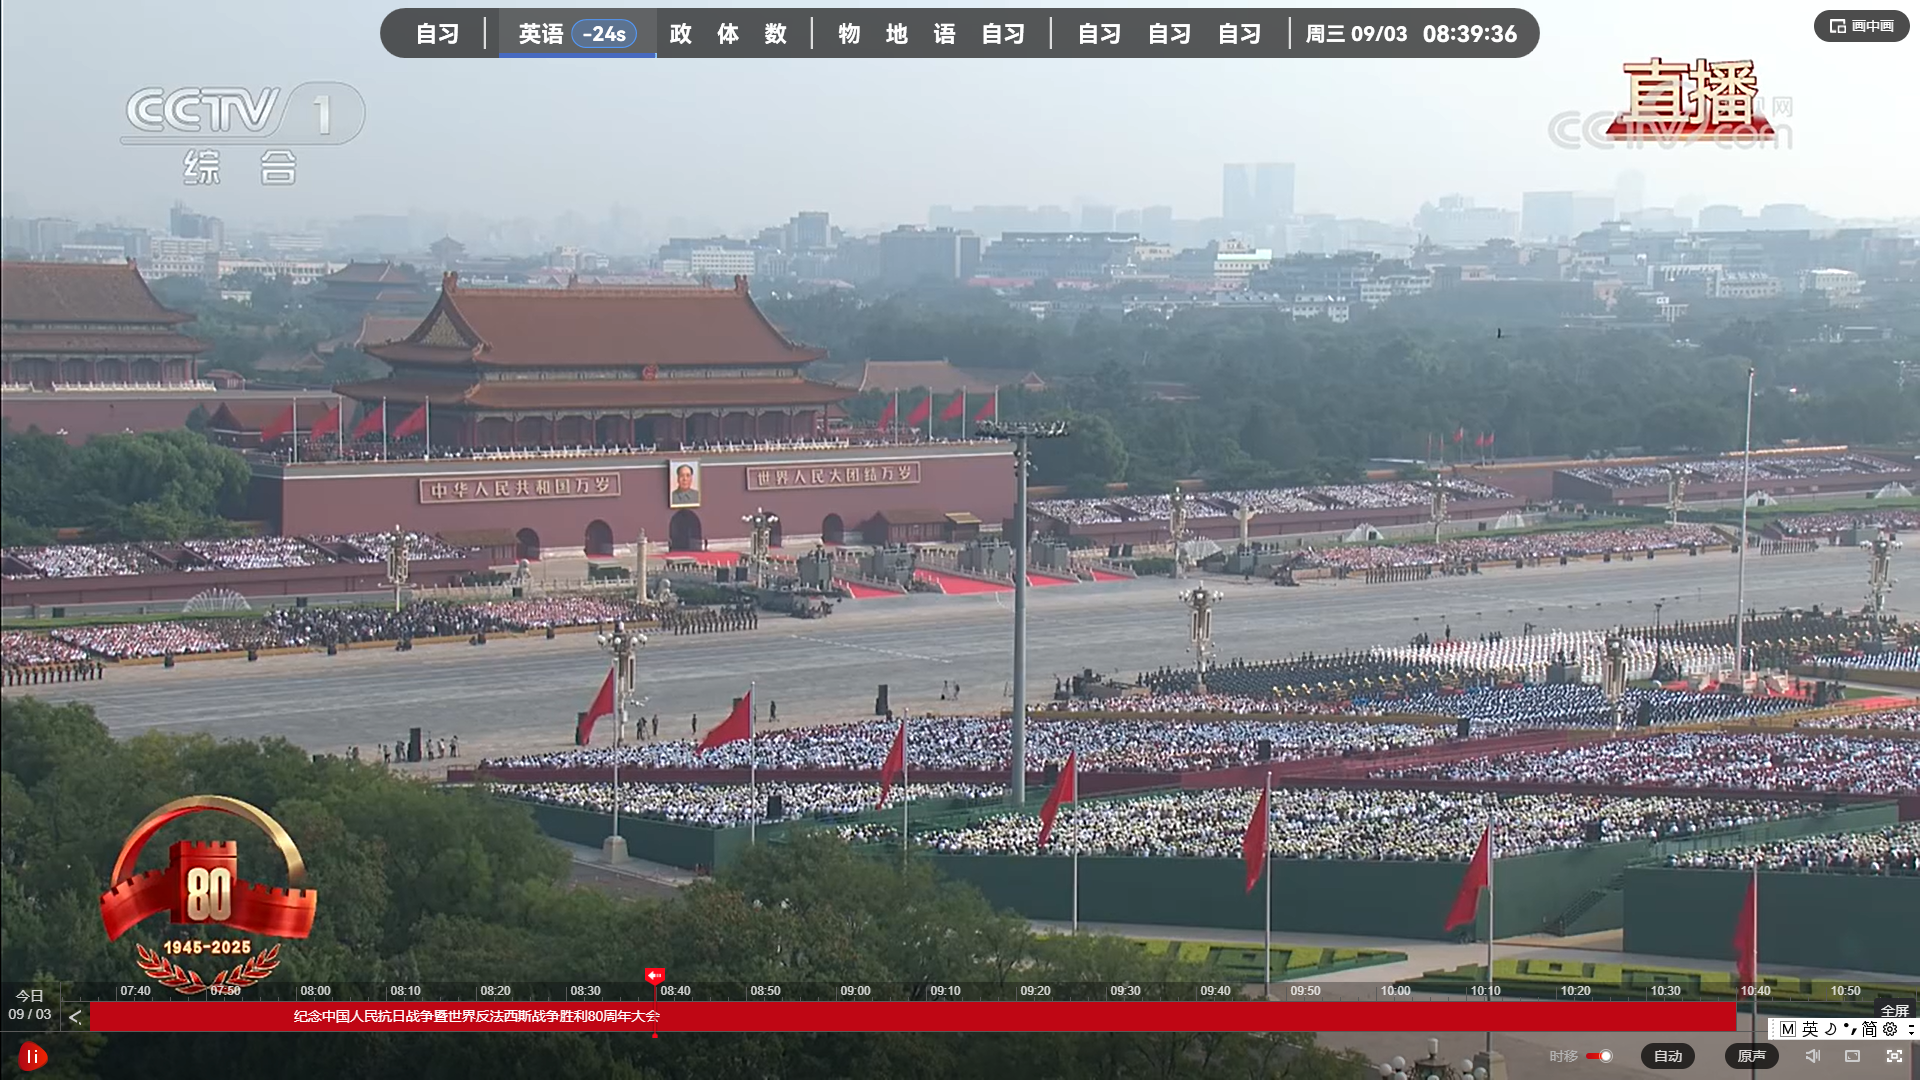 自习 | 英语 -24s 政 体 数 | 物 地 语 自习 | 自习 自习 自习 | 周三 09/03 08:39:36
画中画
CCTV 1
综 合
直播
CCTV.com
中华人民共和国万岁
世界人民大团结万岁
80
1945-2025
今日
09 / 03
07:40 07:50 08:00 08:10 08:20 08:30 08:40 08:50 09:00 09:10 09:20 09:30 09:40 09:50 10:00 10:10 10:20 10:30 10:40 10:50
<
纪念中国人民抗日战争暨世界反法西斯战争胜利80周年大会
全屏
M 英 简
时移
自动
原声